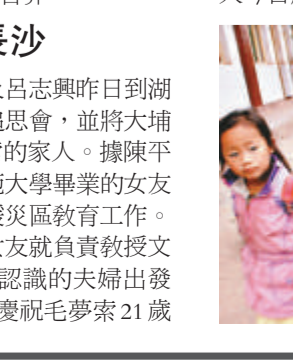 長沙
呂志興昨日到湖
追思會，並將大埔
的家人。據陳平
範大學畢業的女友
援災區教育工作。
女友就負責教授文
認識的夫婦出發
慶祝毛夢索21歲